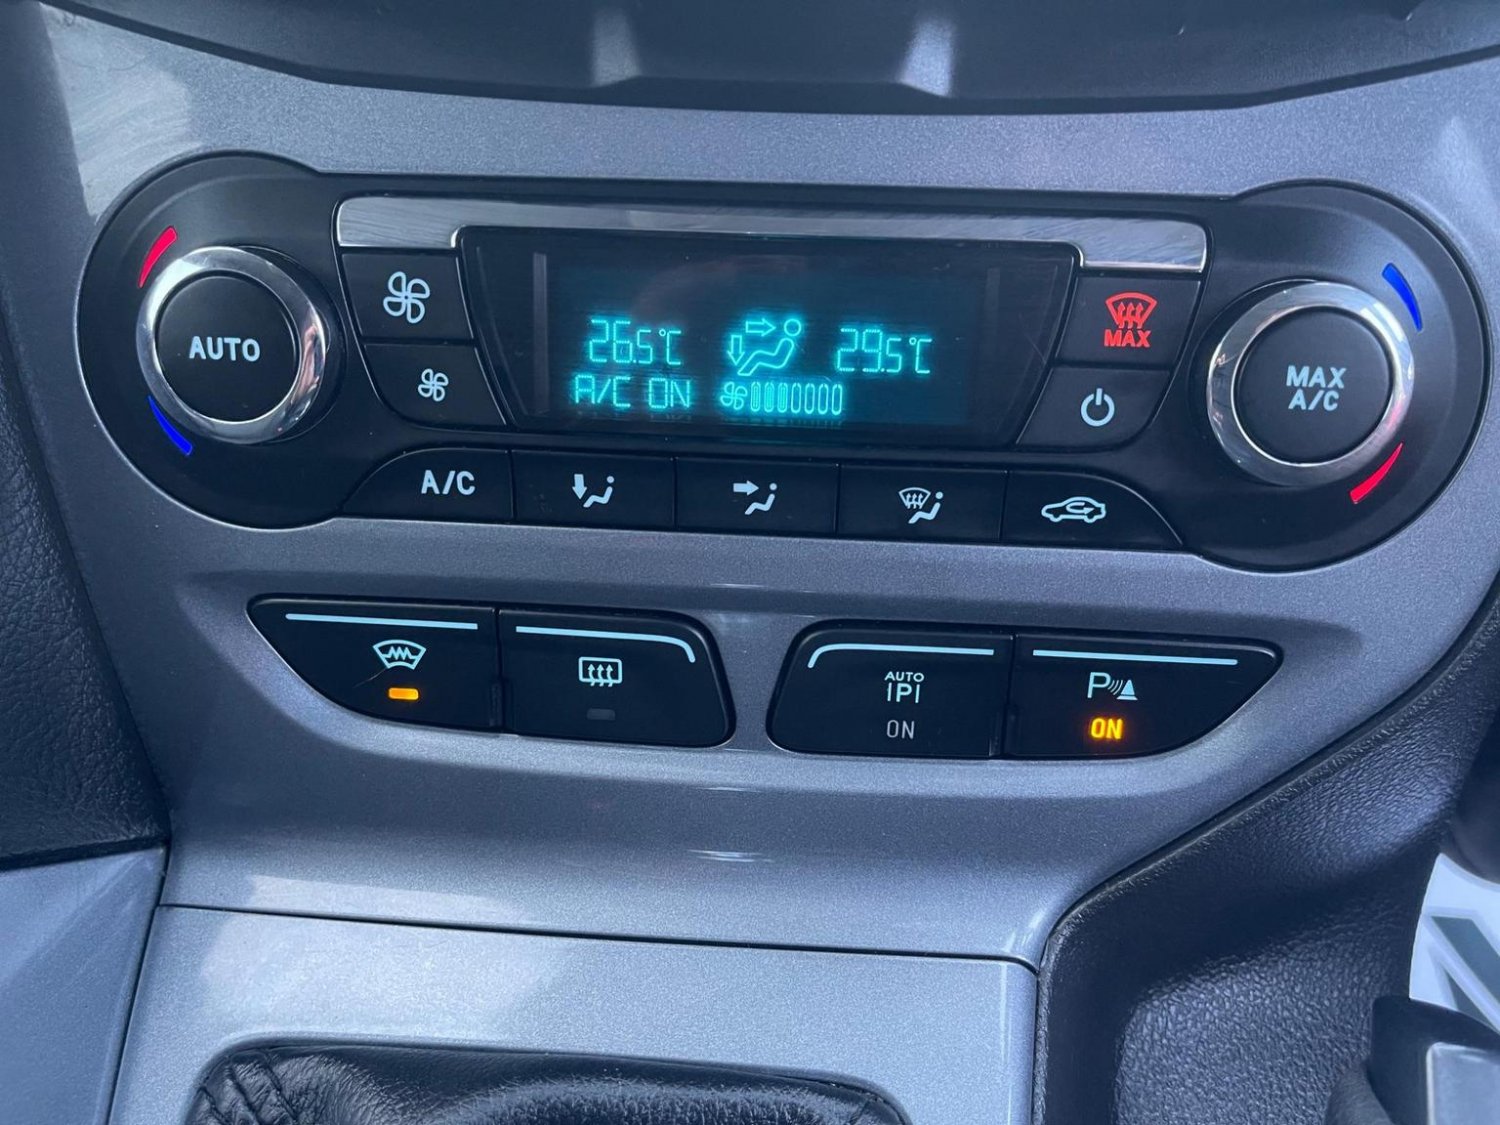 AUTO
26.5°C
29.5°C
A/C ON
MAX
MAX
A/C
A/C
AUTO
P
ON
P
ON